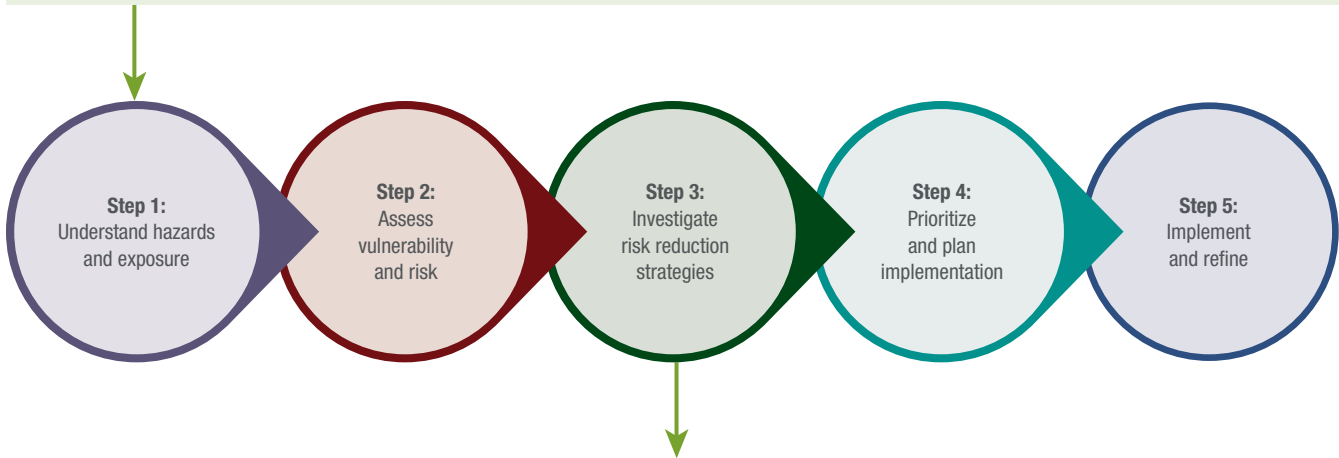 Step 1:
Understand hazards
and exposure
Step 2:
Assess
vulnerability
and risk
Step 3:
Investigate
risk reduction
strategies
Step 4:
Prioritize
and plan
implementation
Step 5:
Implement
and refine